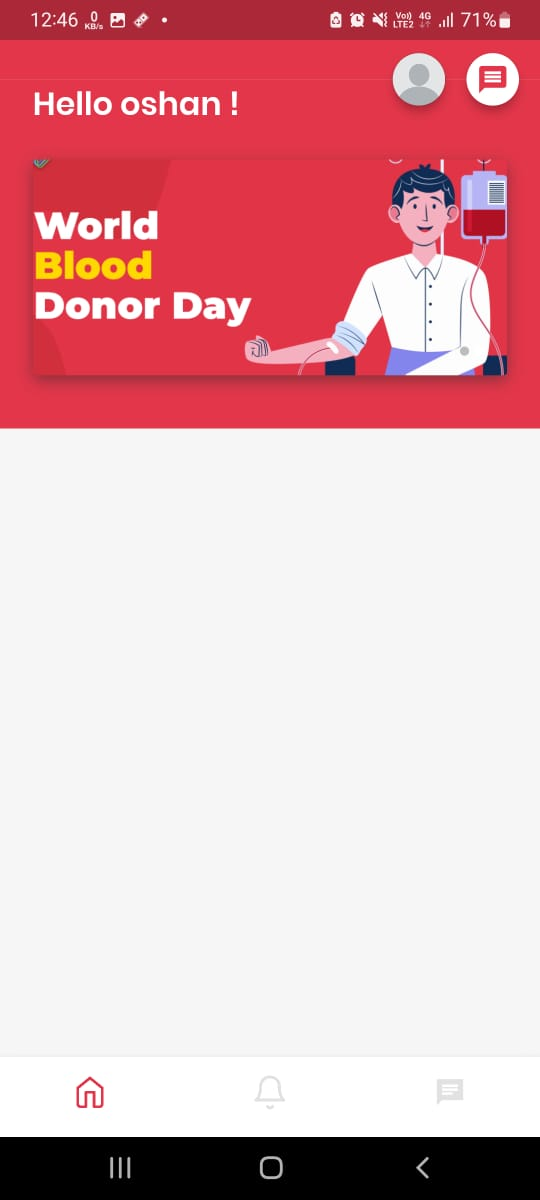 12:46 0 KB/s Vo) 4G LTE2 71%
Hello oshan !
World
Blood
Donor Day